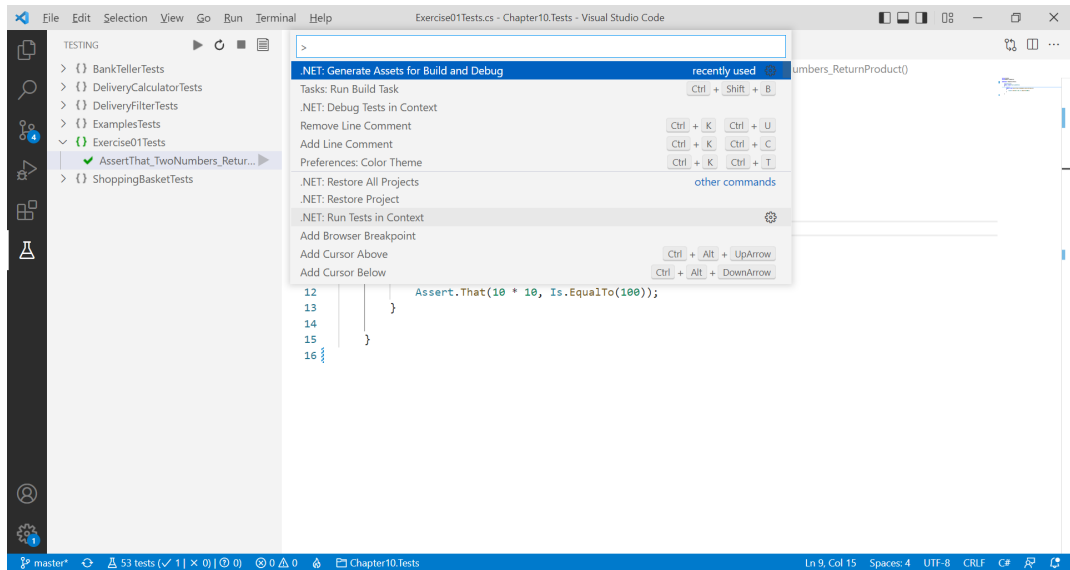 File Edit Selection View Go Run Terminal Help Exercise01Tests.cs - Chapter10.Tests - Visual Studio Code
TESTING
>
BankTellerTests
DeliveryCalculatorTests
DeliveryFilterTests
ExamplesTests
Exercise01Tests
AssertThat_TwoNumbers_Retur...
ShoppingBasketTests
.NET: Generate Assets for Build and Debug recently used
umbers_ReturnProduct()
Tasks: Run Build Task Ctrl + Shift + B
.NET: Debug Tests in Context
Remove Line Comment Ctrl + K Ctrl + U
Add Line Comment Ctrl + K Ctrl + C
Preferences: Color Theme Ctrl + K Ctrl + T
.NET: Restore All Projects other commands
.NET: Restore Project
.NET: Run Tests in Context
Add Browser Breakpoint
Add Cursor Above Ctrl + Alt + UpArrow
Add Cursor Below Ctrl + Alt + DownArrow
12 Assert.That(10 * 10, Is.EqualTo(100));
13 }
14
15 }
16
4
1
master* 53 tests (✓ 1 | × 0) 0) 0 0 Chapter10.Tests Ln 9, Col 15 Spaces: 4 UTF-8 CRLF C#